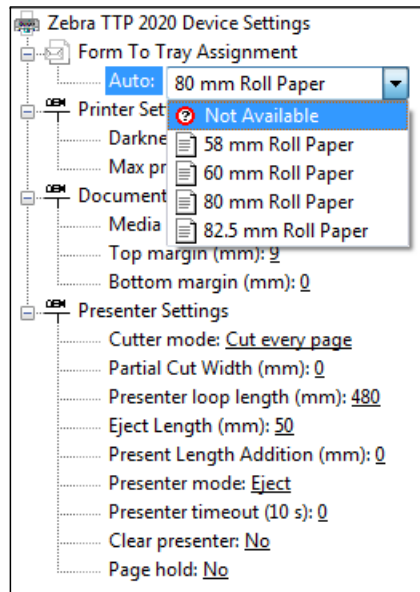 Zebra TTP 2020 Device Settings
Form To Tray Assignment
Auto: 80 mm Roll Paper
Printer Set
Not Available
Darkne
58 mm Roll Paper
Max pr
60 mm Roll Paper
Document
80 mm Roll Paper
Media
82.5 mm Roll Paper
Top margin (mm): 9
Bottom margin (mm): 0
Presenter Settings
Cutter mode: Cut every page
Partial Cut Width (mm): 0
Presenter loop length (mm): 480
Eject Length (mm): 50
Present Length Addition (mm): 0
Presenter mode: Eject
Presenter timeout (10 s): 0
Clear presenter: No
Page hold: No